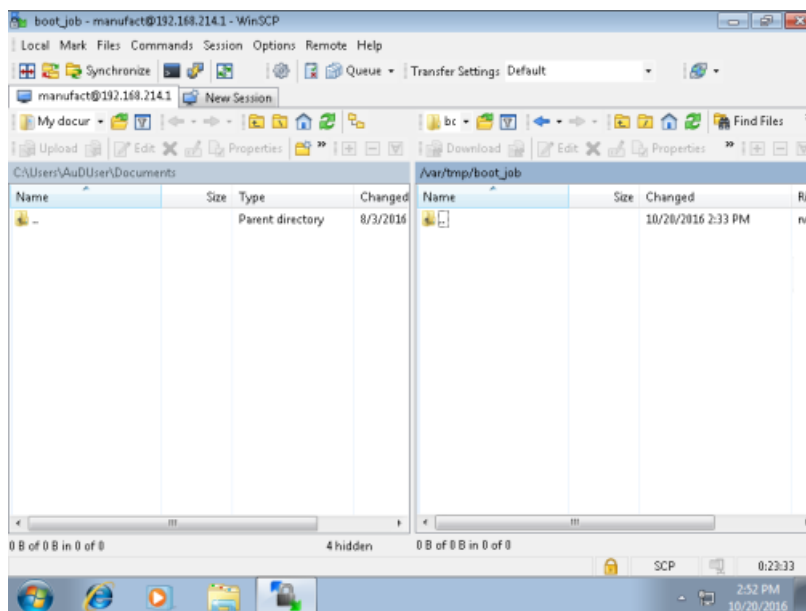 boot_job - manufact@192.168.214.1 - WinSCP
Local Mark Files Commands Session Options Remote Help
Synchronize Queue Transfer Settings Default
manufact@192.168.214.1 New Session
My docur bc Find Files
Upload Edit Properties » Download Edit Properties »
C:\Users\AuDUser\Documents /var/tmp/boot_job
Name Size Type Changed Name Size Changed
.. Parent directory 8/3/2016 .. 10/20/2016 2:33 PM
0 B of 0 B in 0 of 0 4 hidden 0 B of 0 B in 0 of 0
SCP 0:23:33
2:52 PM
10/20/2016